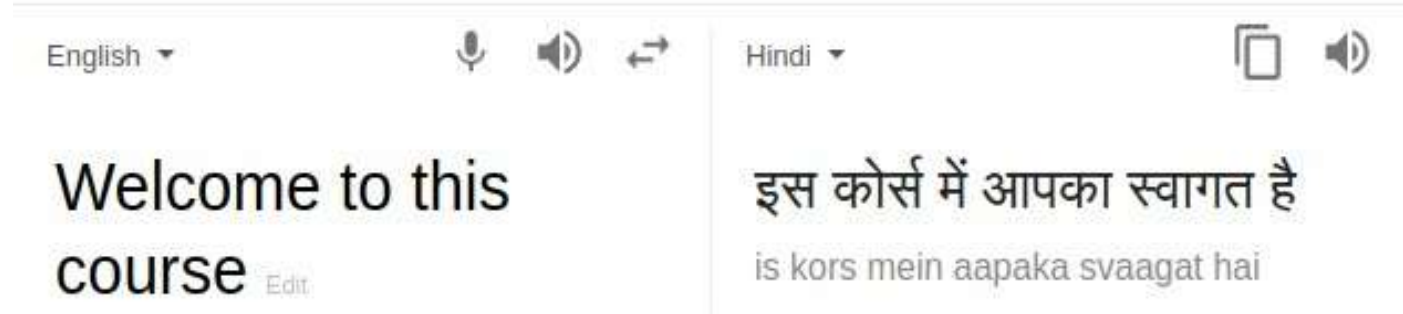 English
Hindi
Welcome to this
course Edit
इस कोर्स में आपका स्वागत है
is kors mein aapaka svaagat hai